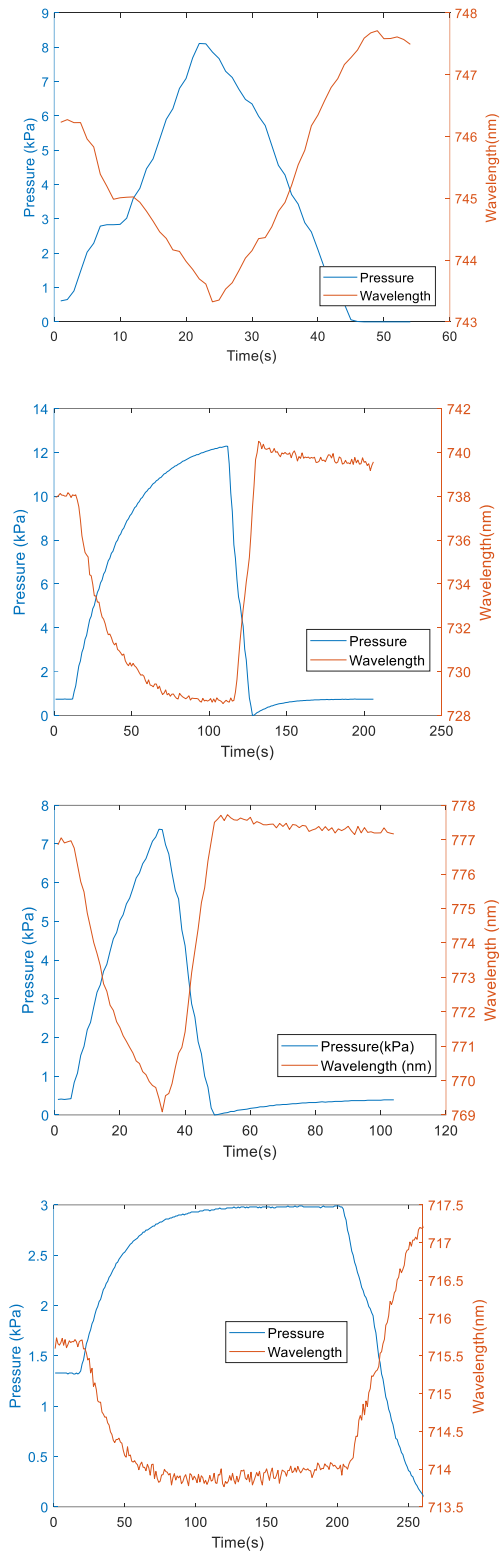 9 748
8 747
7
6 746
5
4 745
3
2 744
1
0 743
0 10 20 30 40 50 60
Pressure (kPa)
Wavelength(nm)
Pressure
Wavelength
Time(s)
14 742
12 740
10 738
8 736
734
6
732
4
2 730
0 728
0 50 100 150 200 250
Pressure (kPa)
Wavelength(nm)
Pressure
Wavelength
Time(s)
8 778
7 777
776
6
775
5
774
4
773
3 772
2 771
1 770
0 769
0 20 40 60 80 100 120
Pressure (kPa)
Wavelength (nm)
Pressure(kPa)
Wavelength (nm)
Time(s)
3 717.5
717
2.5 716.5
2 716
1.5 715.5
1 715
714.5
0.5 714
0 713.5
0 50 100 150 200 250
Pressure (kPa)
Wavelength(nm)
Pressure
Wavelength
Time(s)